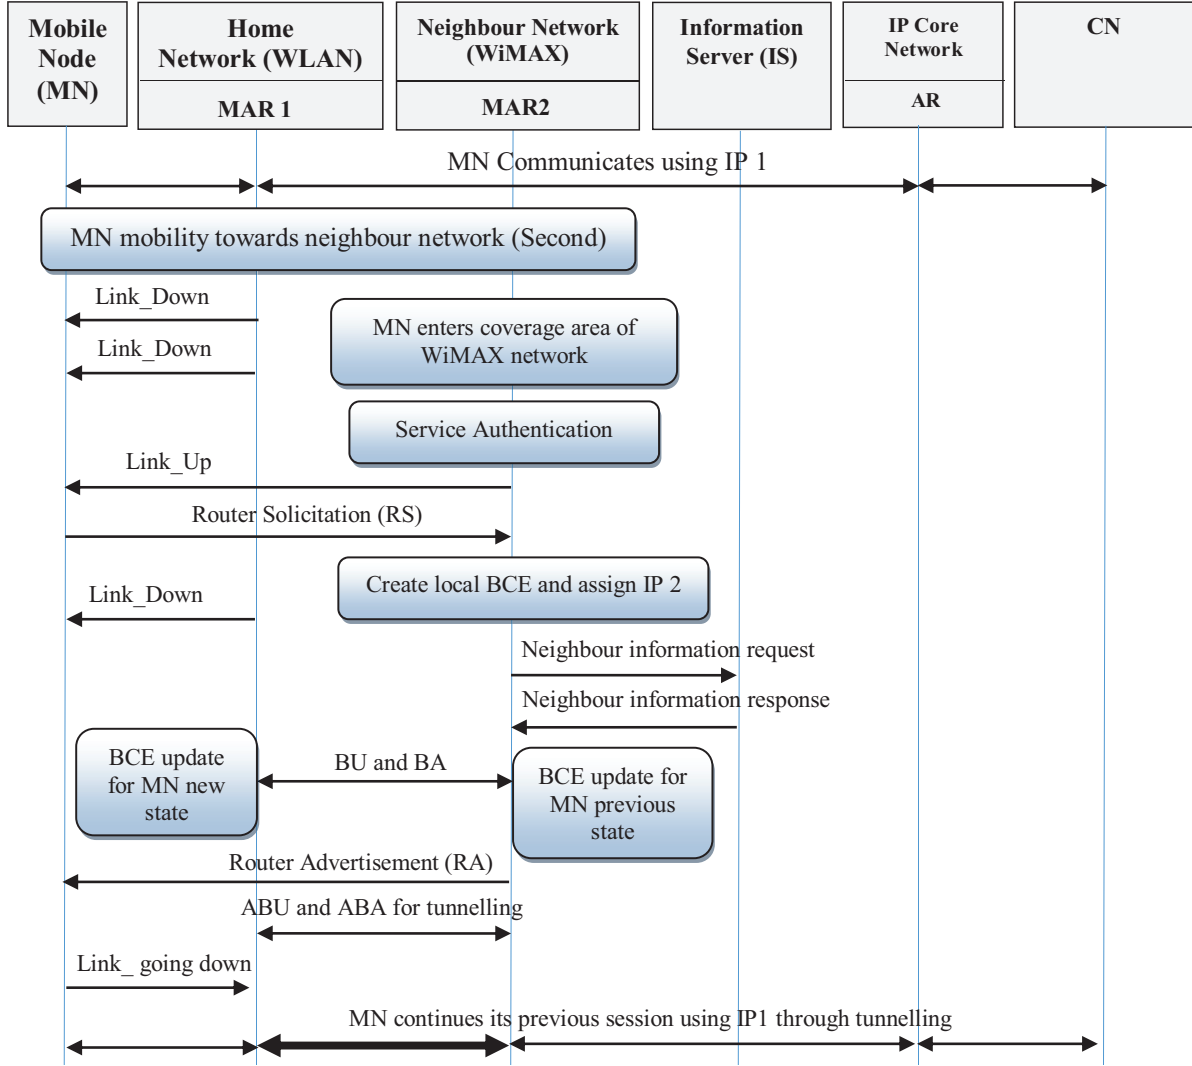 Mobile
Node
(MN)
Home
Network (WLAN)
MAR 1
Neighbour Network
(WiMAX)
MAR2
Information
Server (IS)
IP Core
Network
AR
CN
MN Communicates using IP 1
MN mobility towards neighbour network (Second)
Link_Down
MN enters coverage area of
WiMAX network
Link_Down
Service Authentication
Link_Up
Router Solicitation (RS)
Create local BCE and assign IP 2
Link_Down
Neighbour information request
Neighbour information response
BCE update
for MN new
state
BU and BA
BCE update for
MN previous
state
Router Advertisement (RA)
ABU and ABA for tunnelling
Link_ going down
MN continues its previous session using IP1 through tunnelling